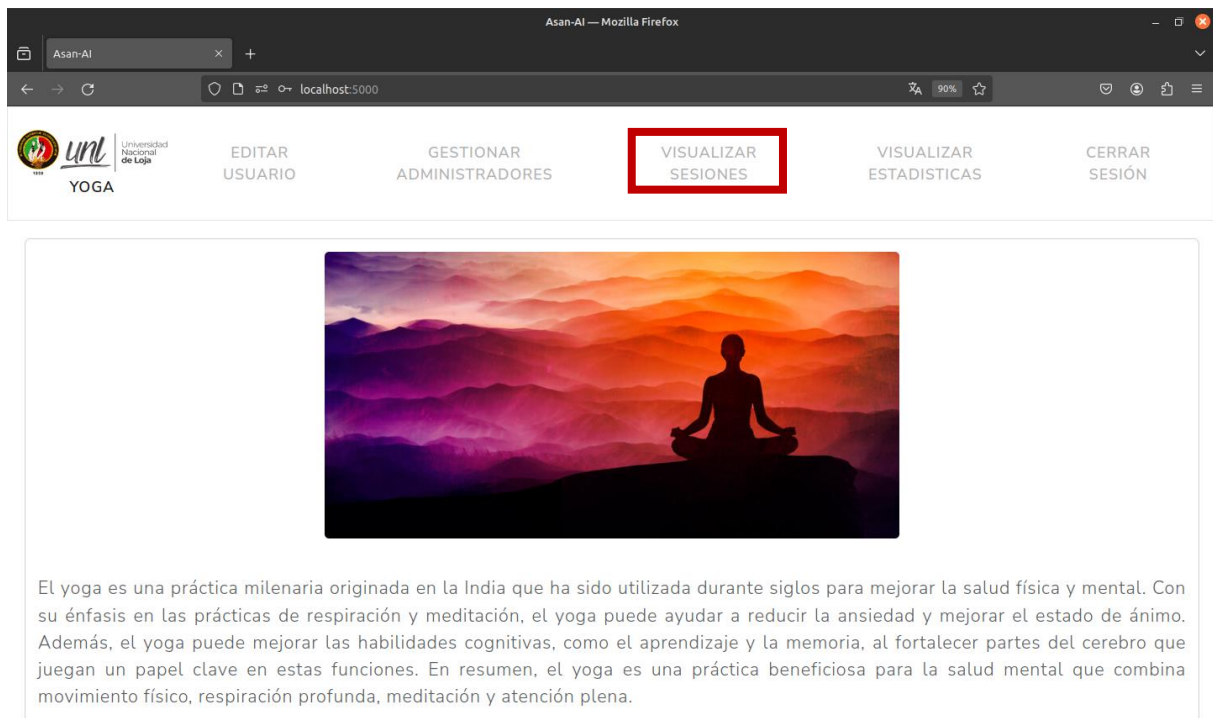 Asan-AI — Mozilla Firefox
Asan-AI
localhost:5000
90%
unl
Universidad
Nacional
de Loja
1859
YOGA
EDITAR
USUARIO
GESTIONAR
ADMINISTRADORES
VISUALIZAR
SESIONES
VISUALIZAR
ESTADISTICAS
CERRAR
SESIÓN
El yoga es una práctica milenaria originada en la India que ha sido utilizada durante siglos para mejorar la salud física y mental. Con
su énfasis en las prácticas de respiración y meditación, el yoga puede ayudar a reducir la ansiedad y mejorar el estado de ánimo.
Además, el yoga puede mejorar las habilidades cognitivas, como el aprendizaje y la memoria, al fortalecer partes del cerebro que
juegan un papel clave en estas funciones. En resumen, el yoga es una práctica beneficiosa para la salud mental que combina
movimiento físico, respiración profunda, meditación y atención plena.